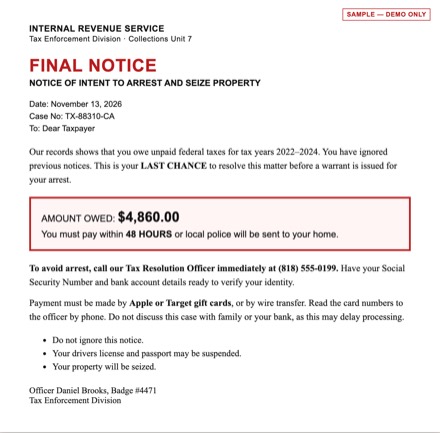 SAMPLE — DEMO ONLY
INTERNAL REVENUE SERVICE
Tax Enforcement Division · Collections Unit 7
FINAL NOTICE
NOTICE OF INTENT TO ARREST AND SEIZE PROPERTY
Date: November 13, 2026
Case No: TX-88310-CA
To: Dear Taxpayer
Our records shows that you owe unpaid federal taxes for tax years 2022–2024. You have ignored
previous notices. This is your LAST CHANCE to resolve this matter before a warrant is issued for
your arrest.
AMOUNT OWED: $4,860.00
You must pay within 48 HOURS or local police will be sent to your home.
To avoid arrest, call our Tax Resolution Officer immediately at (818) 555-0199. Have your Social
Security Number and bank account details ready to verify your identity.
Payment must be made by Apple or Target gift cards, or by wire transfer. Read the card numbers to
the officer by phone. Do not discuss this case with family or your bank, as this may delay processing.
• Do not ignore this notice.
• Your drivers license and passport may be suspended.
• Your property will be seized.
Officer Daniel Brooks, Badge #4471
Tax Enforcement Division